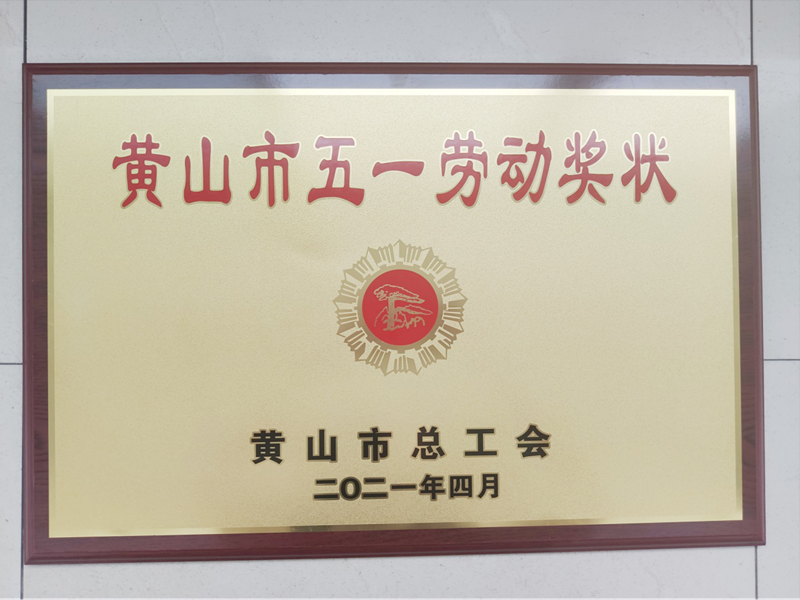 黄山市五一劳动奖状
黄山市总工会
二〇二一年四月